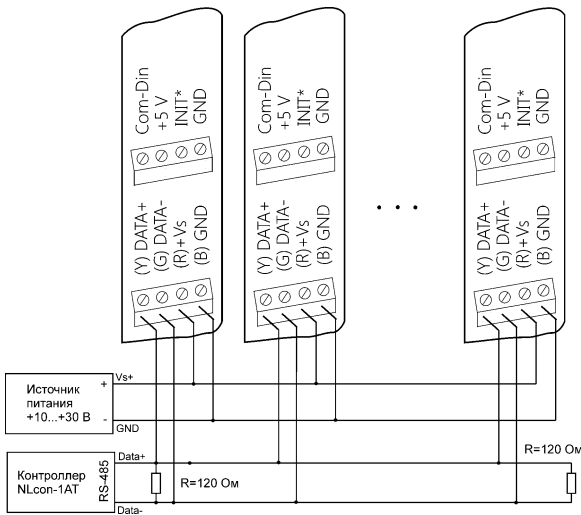 Com-Din
+5 V
INIT*
GND
Com-Din
+5 V
INIT*
GND
Com-Din
+5 V
INIT*
GND
(Y) DATA+
(G) DATA-
(R)+Vs
(B) GND
(Y) DATA+
(G) DATA-
(R)+Vs
(B) GND
(Y) DATA+
(G) DATA-
(R)+Vs
(B) GND
Источник
питания
+10...+30 В
+
-
Vs+
GND
Контроллер
NLcon-1AT
RS-485
Data+
Data-
R=120 Ом
R=120 Ом